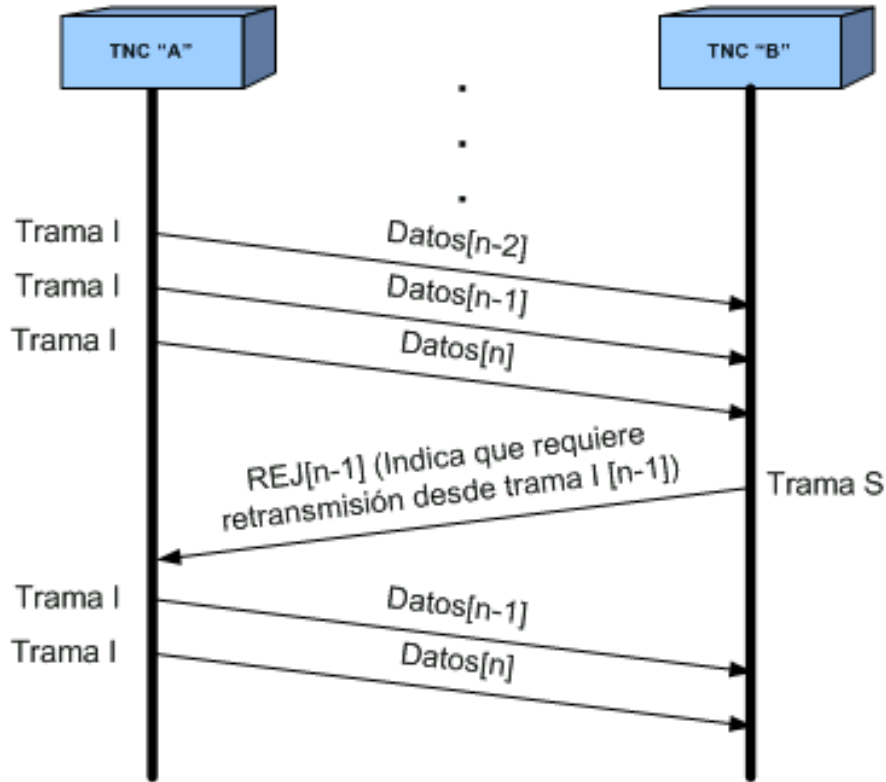 TNC “A”
TNC “B”
Trama I
Datos[n-2]
Trama I
Datos[n-1]
Trama I
Datos[n]
REJ[n-1] (Indica que requiere
retransmisión desde trama I [n-1])
Trama S
Trama I
Datos[n-1]
Trama I
Datos[n]